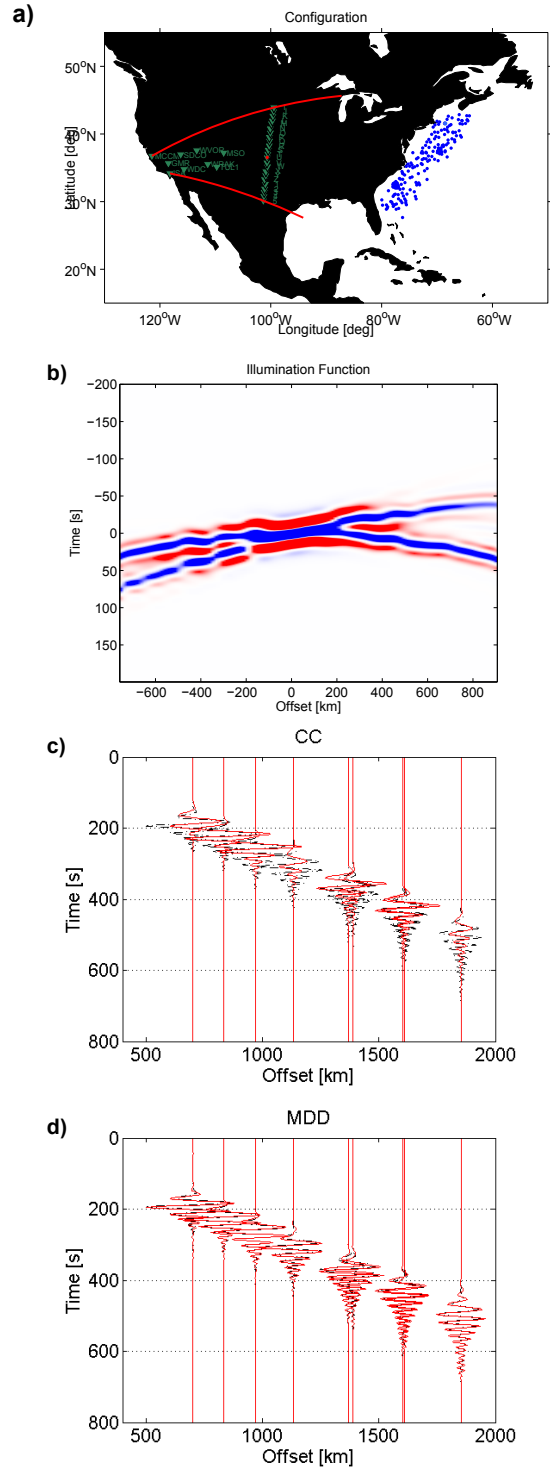 a)
Configuration
50°N
40°N
30°N
20°N
Latitude [deg]
MCCM
SDCO
WVOR
MSO
GMR
WRAK
WDC
TUL1
120°W
100°W
80°W
60°W
Longitude [deg]
b)
Illumination Function
−200
−150
−100
−50
0
50
100
150
Time [s]
−600
−400
−200
0
200
400
600
800
Offset [km]
c)
CC
0
200
400
600
800
Time [s]
500
1000
1500
2000
Offset [km]
d)
MDD
0
200
400
600
800
Time [s]
500
1000
1500
2000
Offset [km]